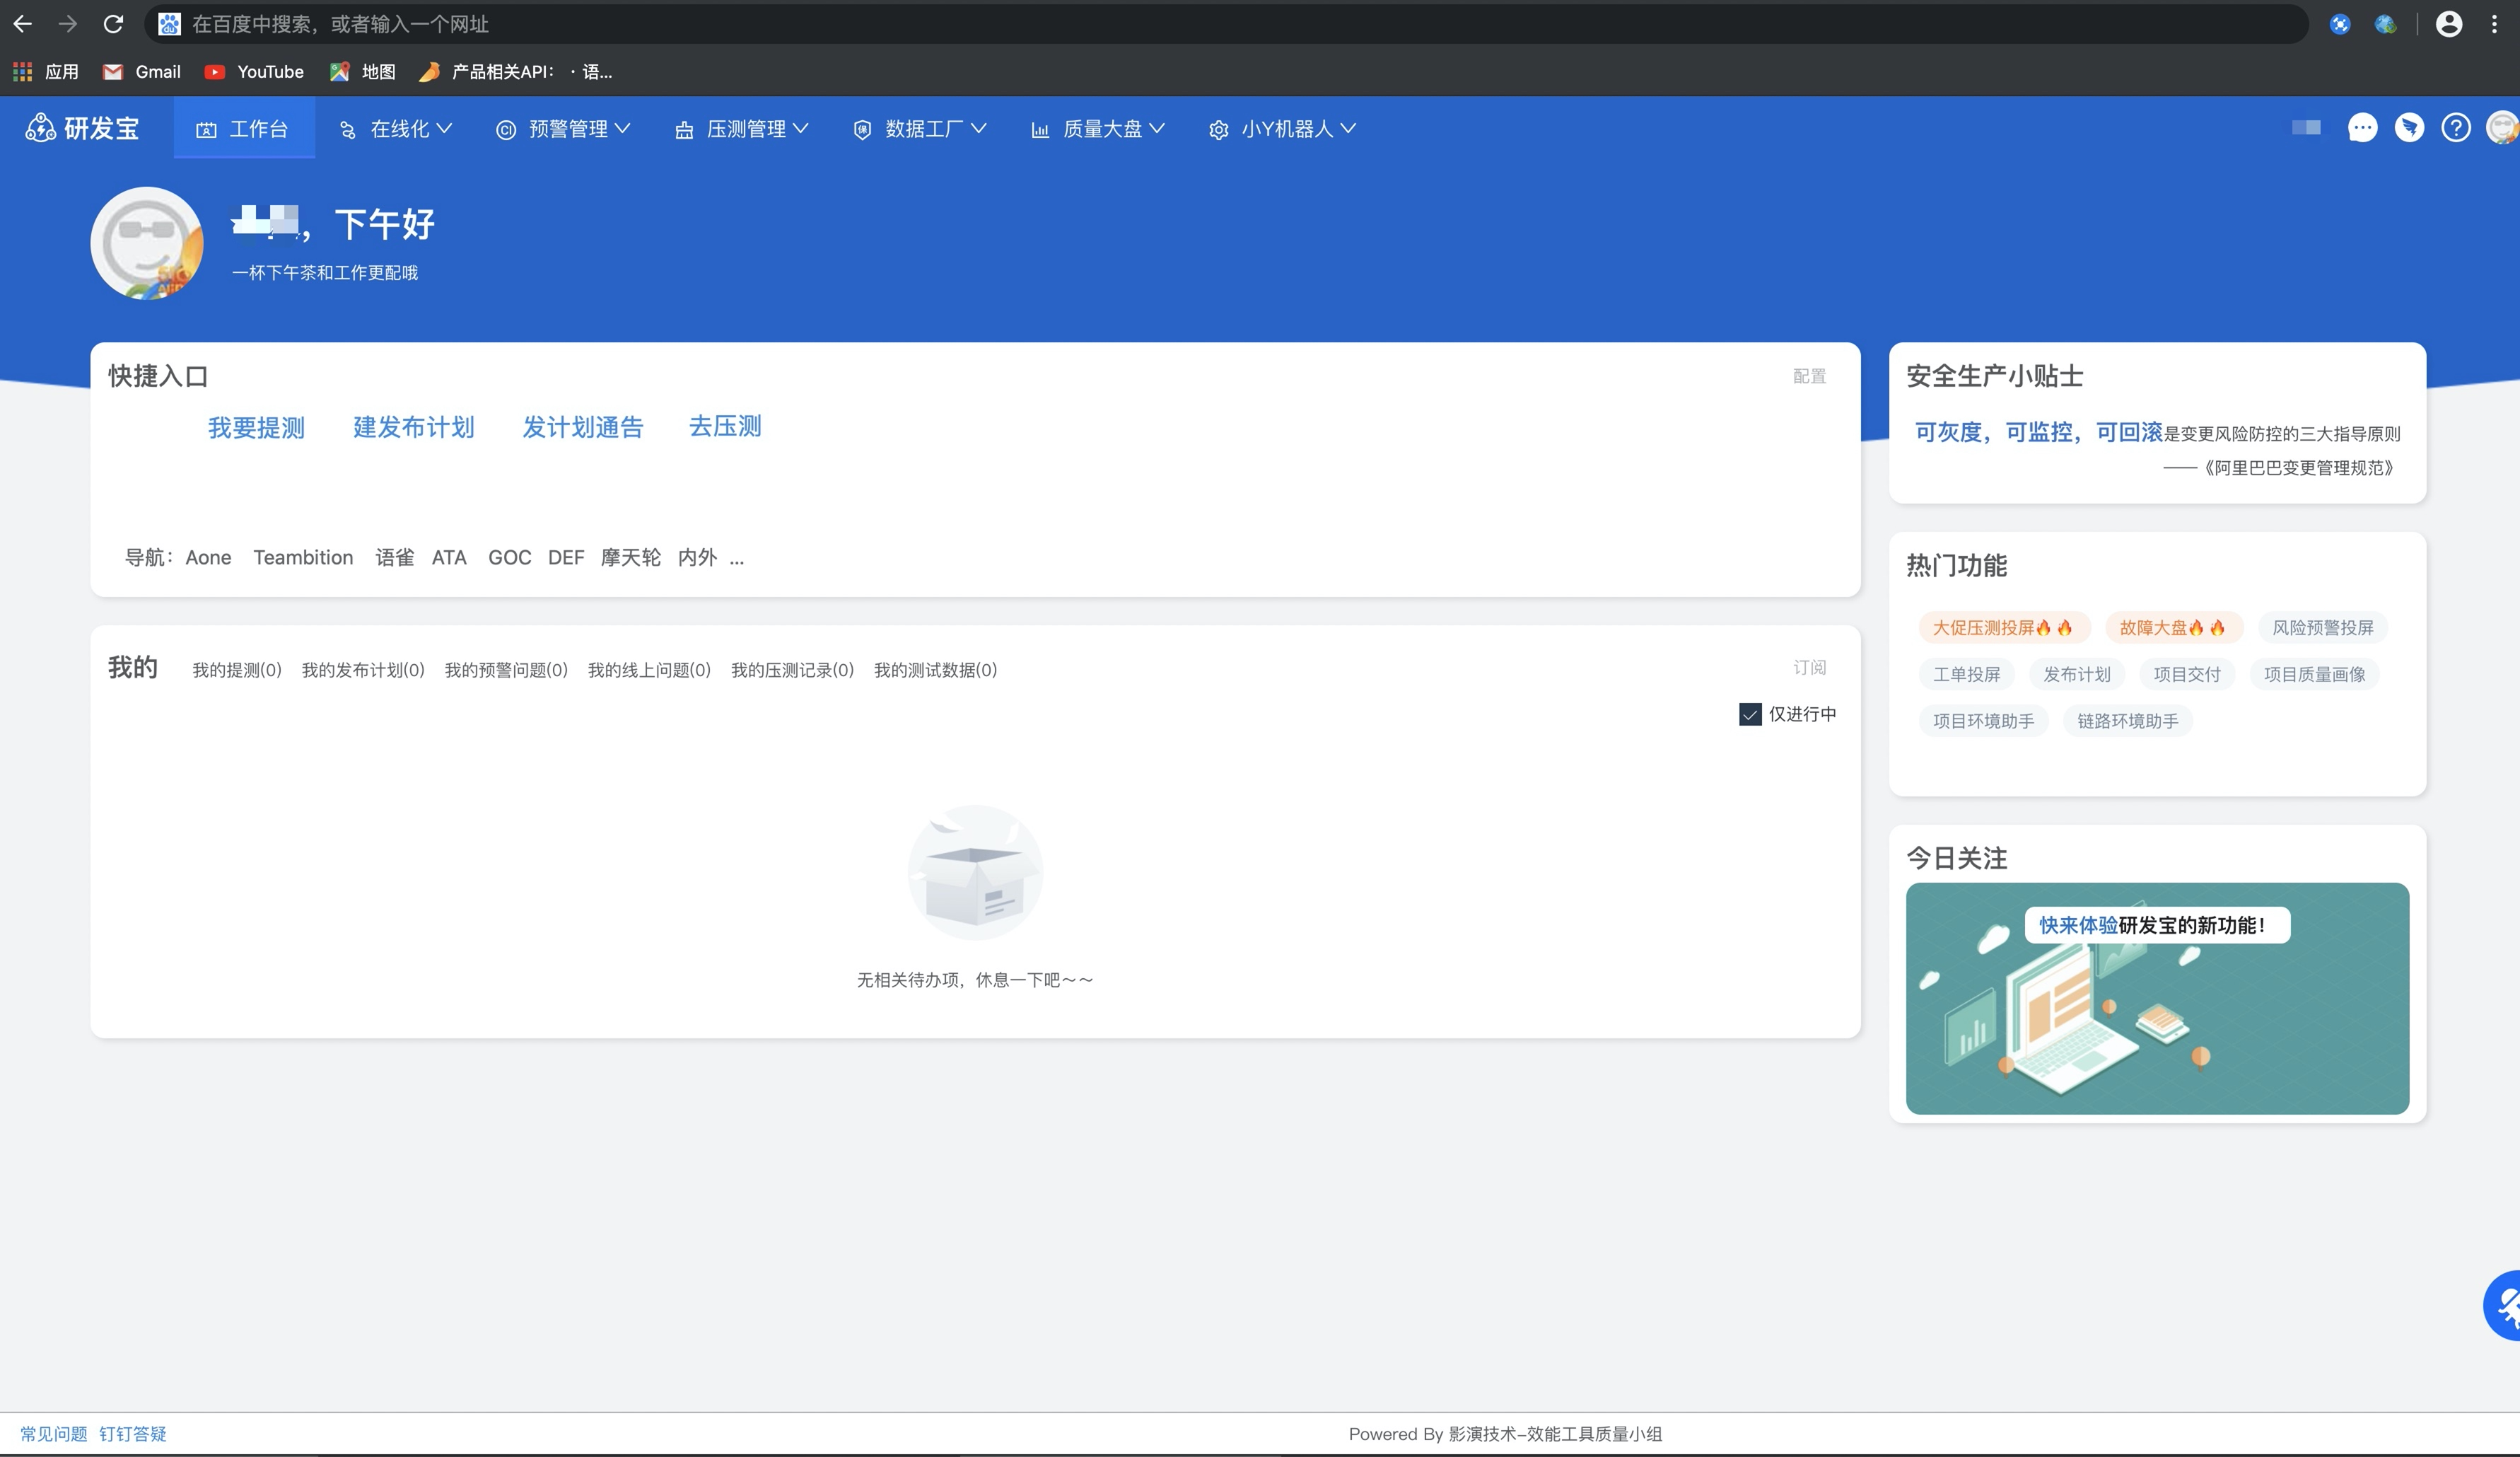 在百度中搜索，或者输入一个网址
应用 Gmail YouTube 地图 产品相关API： · 语...
研发宝 工作台 在线化 预警管理 压测管理 数据工厂 质量大盘 小Y机器人
，下午好
一杯下午茶和工作更配哦
快捷入口 配置
我要提测 建发布计划 发计划通告 去压测
导航： Aone Teambition 语雀 ATA GOC DEF 摩天轮 内外 ...
我的 我的提测(0) 我的发布计划(0) 我的预警问题(0) 我的线上问题(0) 我的压测记录(0) 我的测试数据(0) 订阅
仅进行中
无相关待办项，休息一下吧～～
安全生产小贴士
可灰度，可监控，可回滚是变更风险防控的三大指导原则
——《阿里巴巴变更管理规范》
热门功能
大促压测投屏🔥🔥 故障大盘🔥🔥 风险预警投屏
工单投屏 发布计划 项目交付 项目质量画像
项目环境助手 链路环境助手
今日关注
快来体验研发宝的新功能！
常见问题 钉钉答疑 Powered By 影演技术–效能工具质量小组